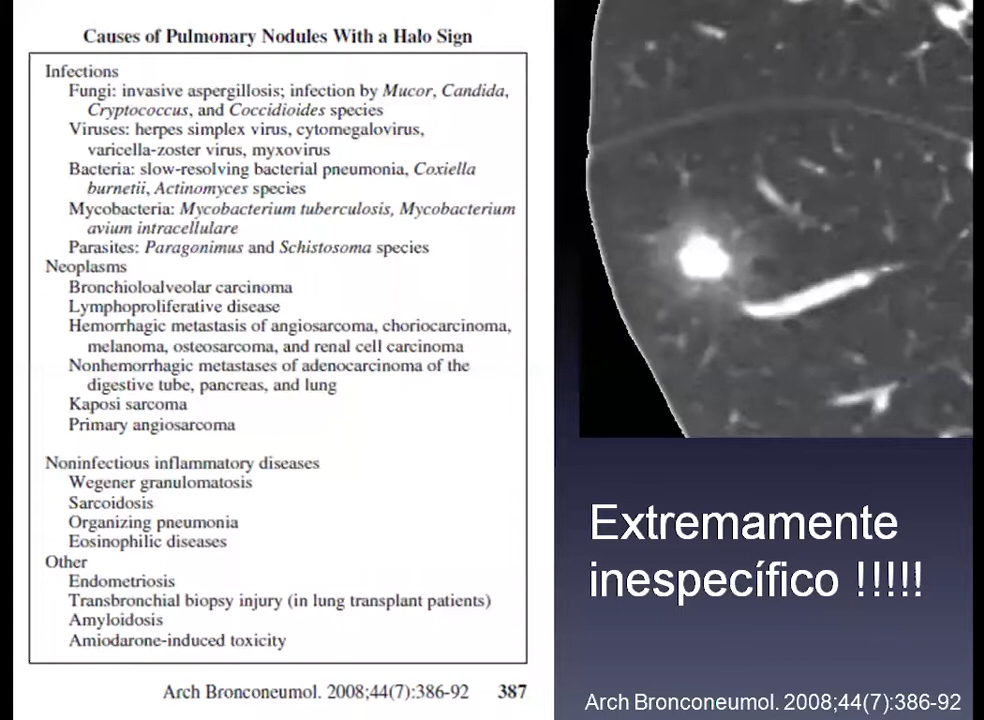 Causes of Pulmonary Nodules With a Halo Sign
Infections
Fungi: invasive aspergillosis; infection by Mucor, Candida,
Cryptococcus, and Coccidioides species
Viruses: herpes simplex virus, cytomegalovirus,
varicella-zoster virus, myxovirus
Bacteria: slow-resolving bacterial pneumonia, Coxiella
burnetii, Actinomyces species
Mycobacteria: Mycobacterium tuberculosis, Mycobacterium
avium intracellulare
Parasites: Paragonimus and Schistosoma species
Neoplasms
Bronchioloalveolar carcinoma
Lymphoproliferative disease
Hemorrhagic metastasis of angiosarcoma, choriocarcinoma,
melanoma, osteosarcoma, and renal cell carcinoma
Nonhemorrhagic metastases of adenocarcinoma of the
digestive tube, pancreas, and lung
Kaposi sarcoma
Primary angiosarcoma
Noninfectious inflammatory diseases
Wegener granulomatosis
Sarcoidosis
Organizing pneumonia
Eosinophilic diseases
Other
Endometriosis
Transbronchial biopsy injury (in lung transplant patients)
Amyloidosis
Amiodarone-induced toxicity
Arch Bronconeumol. 2008;44(7):386-92 387
Extremamente
inespecífico !!!!!
Arch Bronconeumol. 2008;44(7):386-92